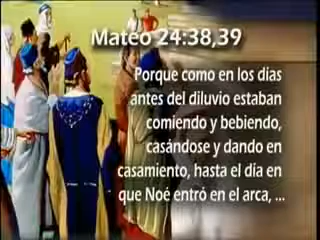 Mateo 24:38,39
Porque como en los días
antes del diluvio estaban
comiendo y bebiendo,
casándose y dando en
casamiento, hasta el día en
que Noé entró en el arca, ...